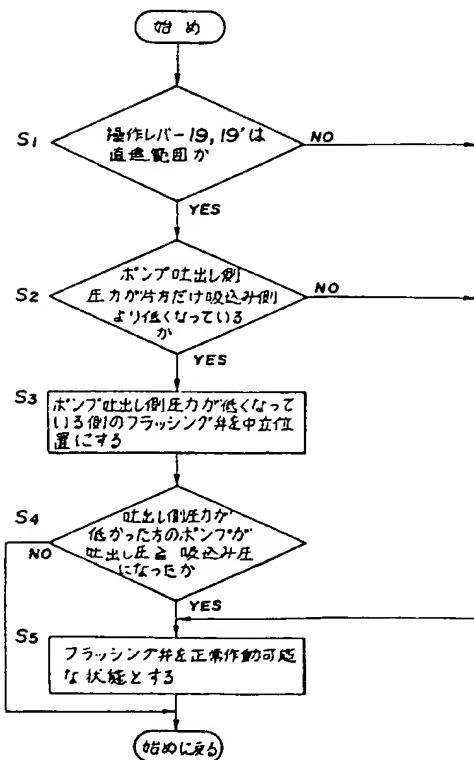 始め
S1
操作レバー19, 19'は
直進範囲か
NO
YES
S2
ポンプ吐出し側
圧力が片方だけ吸込み側
より低くなっている
か
NO
YES
S3
ポンプ吐出し側圧力が低くなって
いる側のフラッシング弁を中立位
置にする
S4
吐出し側圧力が
低かった方のポンプが
吐出し圧≧吸込み圧
になったか
NO
YES
S5
フラッシング弁を正常作動可能
な状態とする
始めに戻る